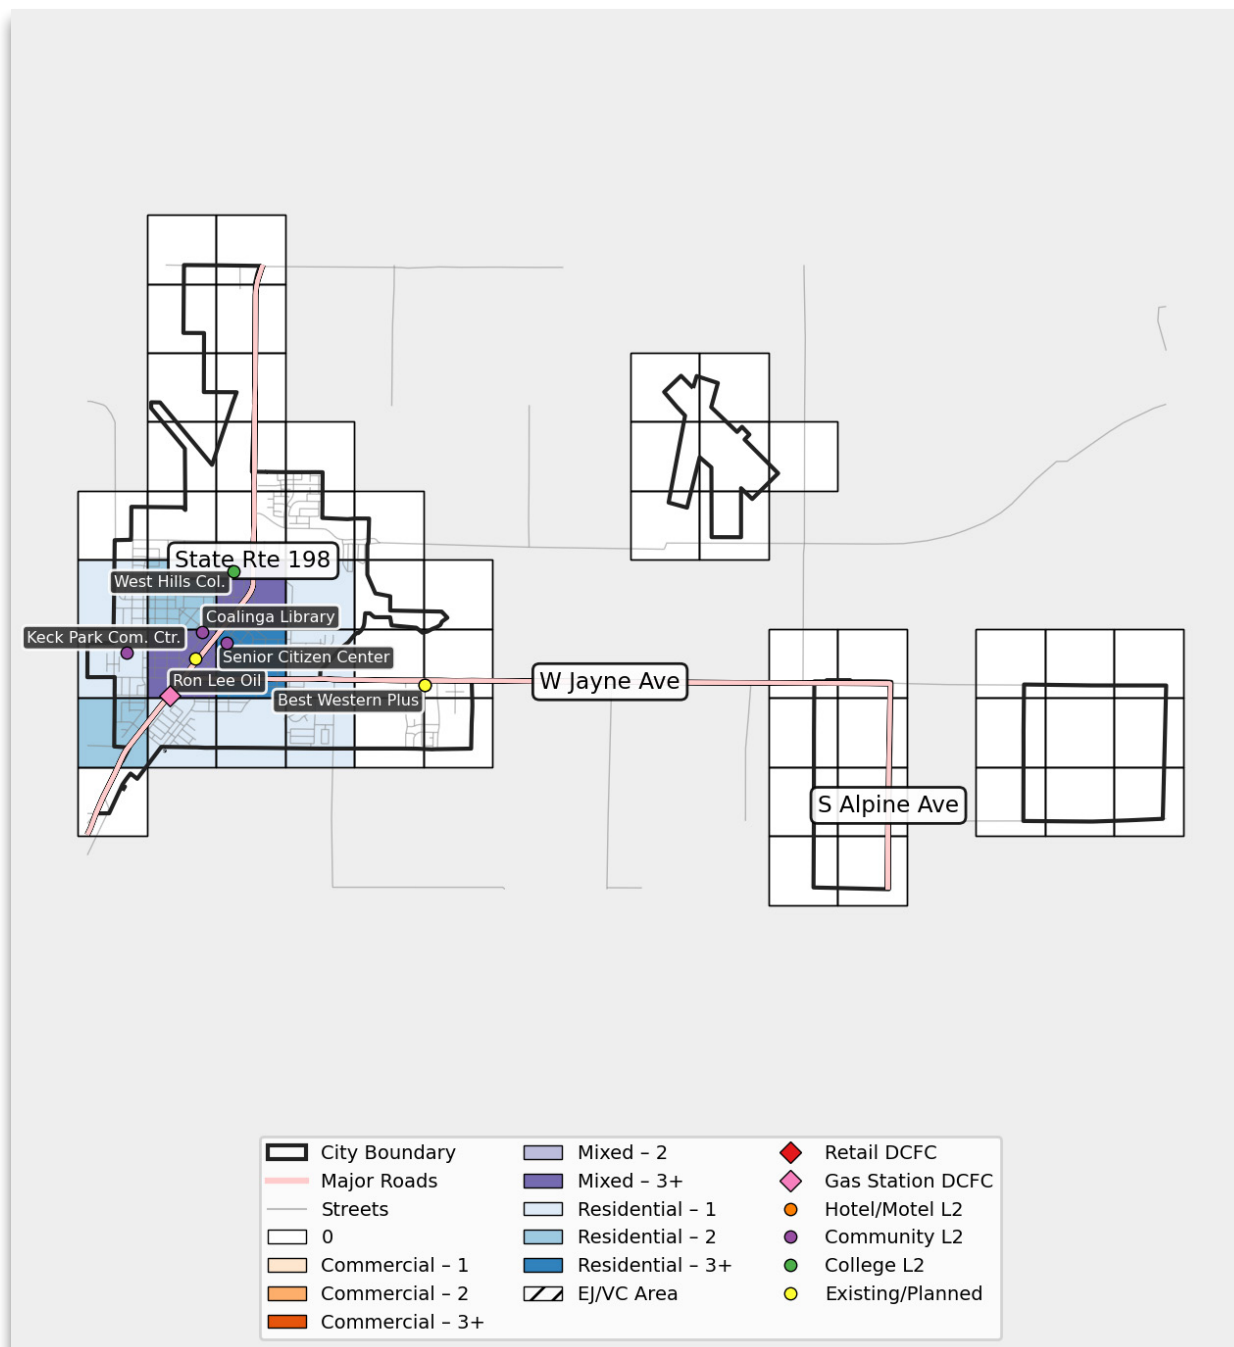 State Rte 198
West Hills Col.
Coalinga Library
Keck Park Com. Ctr.
Senior Citizen Center
Ron Lee Oil
Best Western Plus
W Jayne Ave
S Alpine Ave
City Boundary
Major Roads
Streets
0
Commercial – 1
Commercial – 2
Commercial – 3+
Mixed – 2
Mixed – 3+
Residential – 1
Residential – 2
Residential – 3+
EJ/VC Area
Retail DCFC
Gas Station DCFC
Hotel/Motel L2
Community L2
College L2
Existing/Planned